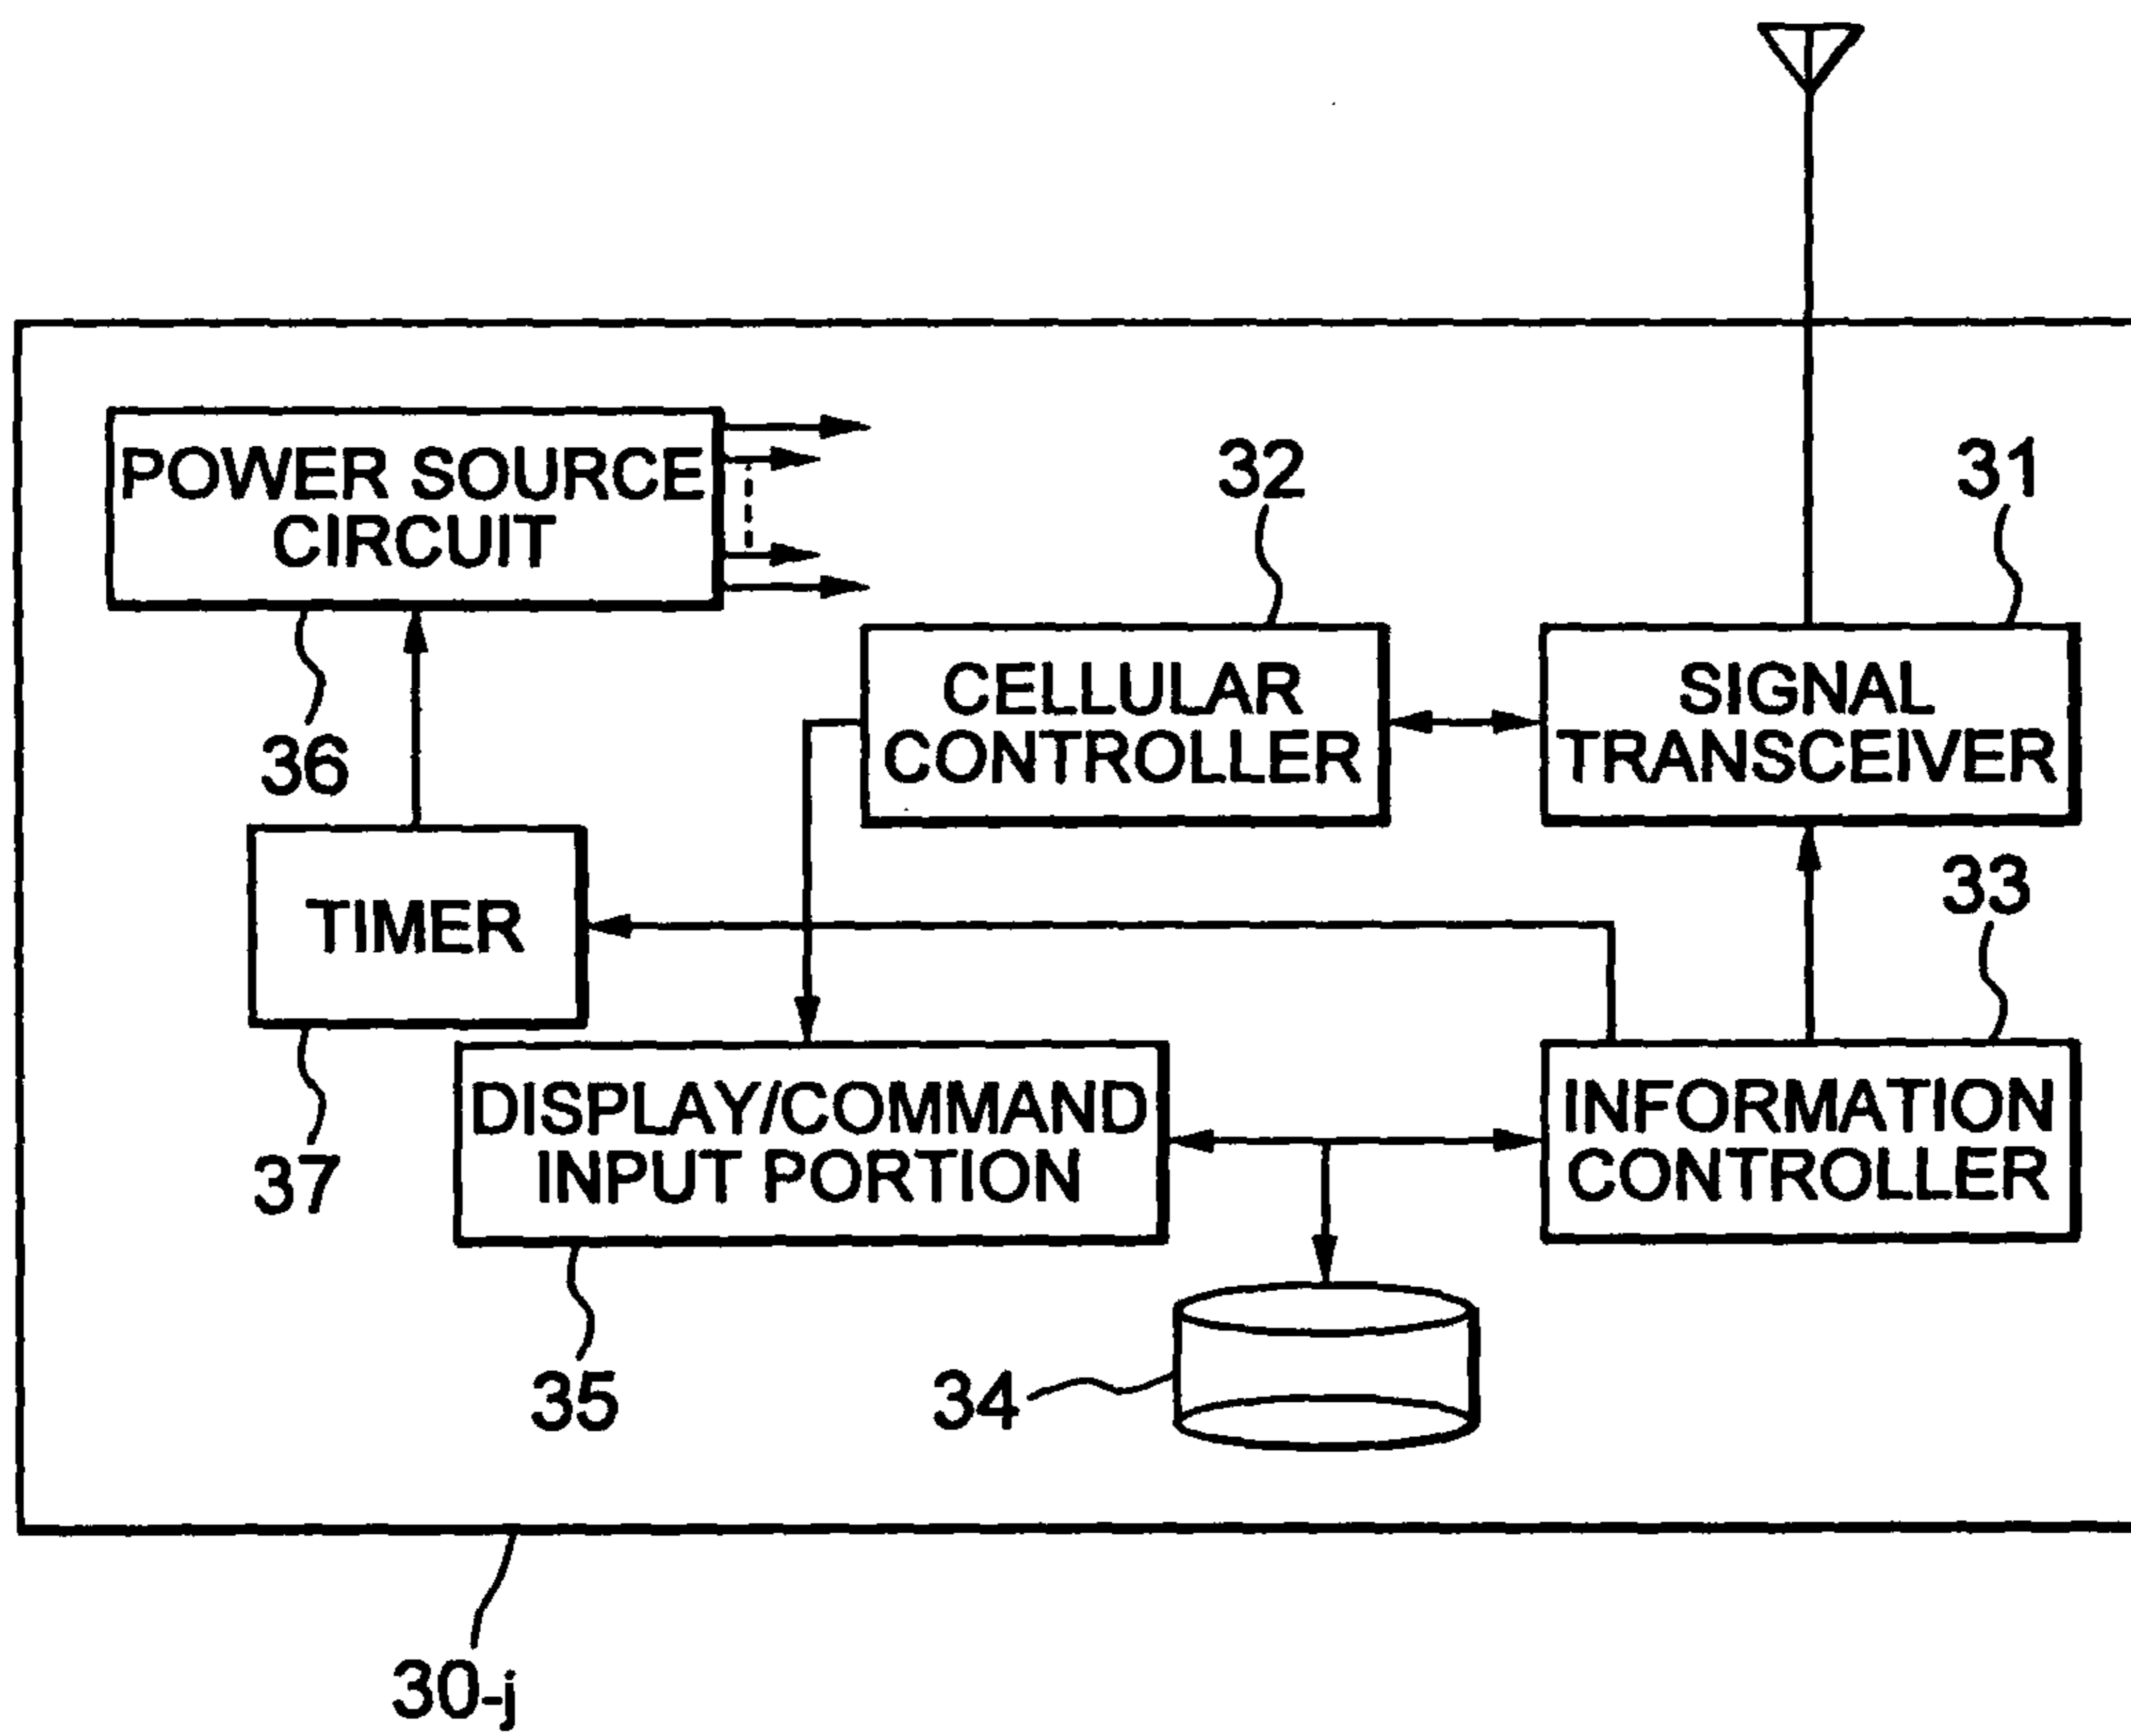 POWER SOURCE
CIRCUIT
32
31
CELLULAR
CONTROLLER
SIGNAL
TRANSCEIVER
36
33
TIMER
DISPLAY/COMMAND
INPUT PORTION
INFORMATION
CONTROLLER
37
35
34
30-j